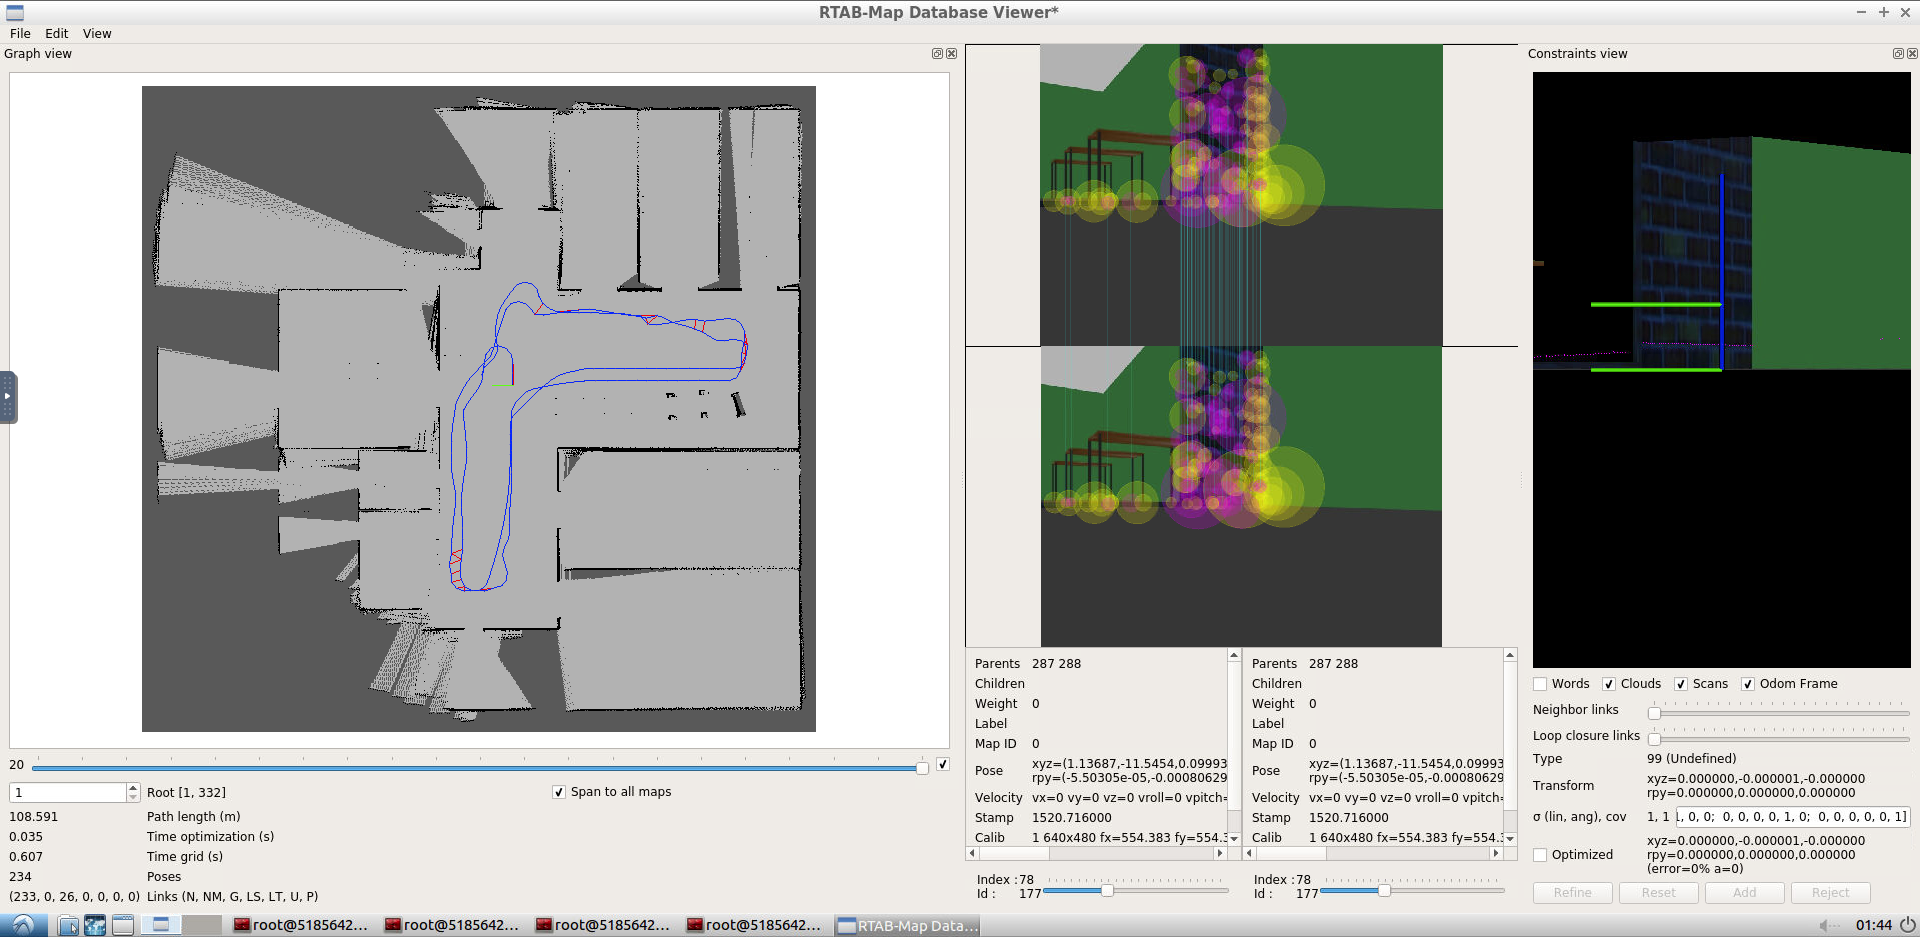 RTAB-Map Database Viewer*
File Edit View
Graph view
20
1
Root [1, 332]
Span to all maps
108.591 Path length (m)
0.035 Time optimization (s)
0.607 Time grid (s)
234 Poses
(233, 0, 26, 0, 0, 0, 0) Links (N, NM, G, LS, LT, U, P)
Parents 287 288
Children
Weight 0
Label
Map ID 0
Pose xyz=(1.13687,-11.5454,0.09993
rpy=(-5.50305e-05,-0.00080629
Velocity vx=0 vy=0 vz=0 vroll=0 vpitch=
Stamp 1520.716000
Calib 1 640x480 fx=554.383 fy=554.3
Index : 78
Id : 177
Parents 287 288
Children
Weight 0
Label
Map ID 0
Pose xyz=(1.13687,-11.5454,0.09993
rpy=(-5.50305e-05,-0.00080629
Velocity vx=0 vy=0 vz=0 vroll=0 vpitch=
Stamp 1520.716000
Calib 1 640x480 fx=554.383 fy=554.
Index : 78
Id : 177
Constraints view
Words Clouds Scans Odom Frame
Neighbor links
Loop closure links
Type 99 (Undefined)
Transform xyz=0.000000,-0.000001,-0.000000
rpy=0.000000,0.000000,0.000000
σ (lin, ang), cov 1, 1 1, 0, 0; 0, 0, 0, 0, 1, 0; 0, 0, 0, 0, 0, 1]
Optimized xyz=0.000000,-0.000001,-0.000000
rpy=0.000000,0.000000,0.000000
(error=0% a=0)
Refine Reset Add Reject
root@5185642... root@5185642... root@5185642... root@5185642... RTAB-Map Data... 01:44